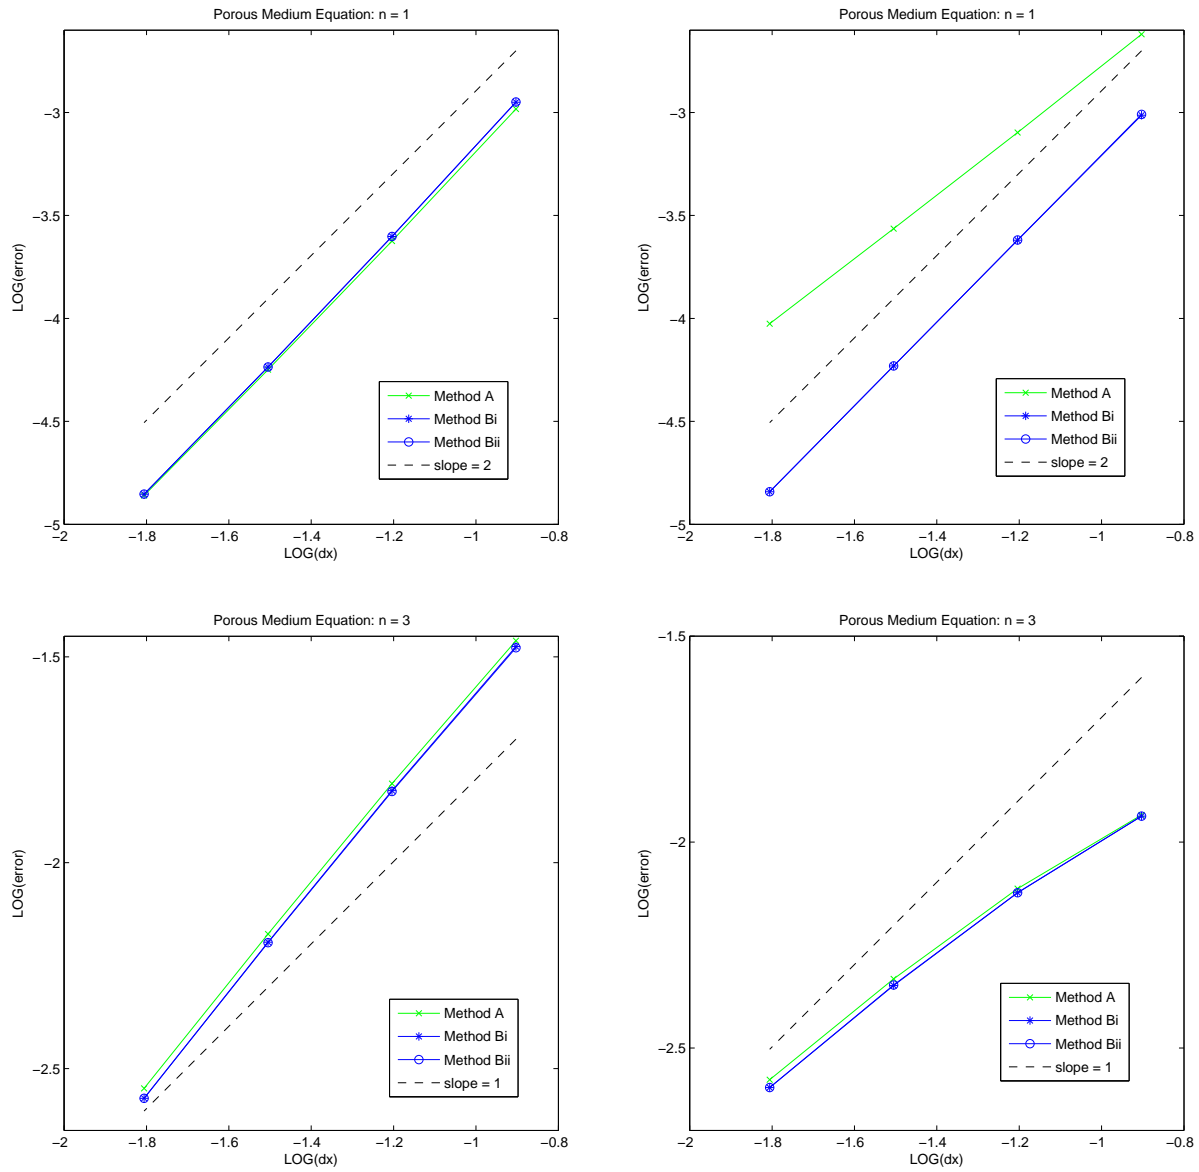 Porous Medium Equation: n = 1
−3
−3.5
−4
−4.5
−5
LOG(error)
−2
−1.8
−1.6
−1.4
−1.2
−1
−0.8
LOG(dx)
Method A
Method Bi
Method Bii
slope = 2
Porous Medium Equation: n = 1
−3
−3.5
−4
−4.5
−5
LOG(error)
−2
−1.8
−1.6
−1.4
−1.2
−1
−0.8
LOG(dx)
Method A
Method Bi
Method Bii
slope = 2
Porous Medium Equation: n = 3
−1.5
−2
−2.5
LOG(error)
−2
−1.8
−1.6
−1.4
−1.2
−1
−0.8
LOG(dx)
Method A
Method Bi
Method Bii
slope = 1
Porous Medium Equation: n = 3
−1.5
−2
−2.5
LOG(error)
−2
−1.8
−1.6
−1.4
−1.2
−1
−0.8
LOG(dx)
Method A
Method Bi
Method Bii
slope = 1